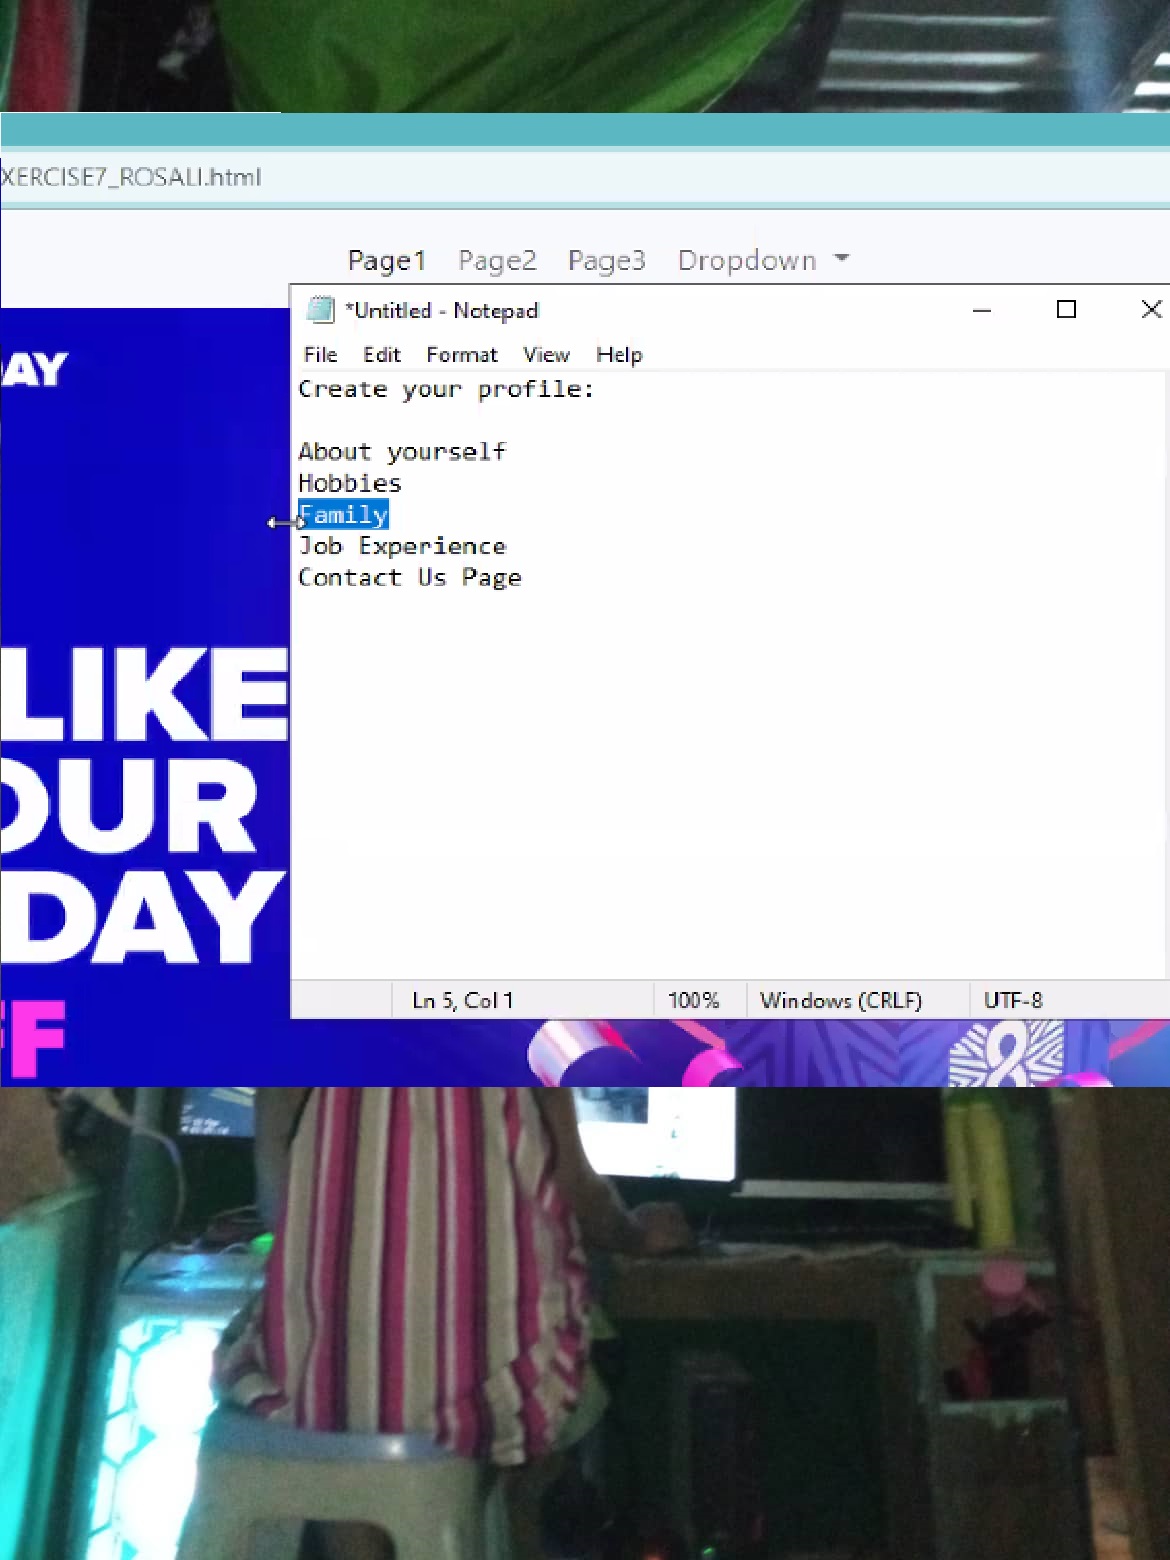 XERCISE7_ROSALI.html
Page1 Page2 Page3 Dropdown
*Untitled - Notepad
File Edit Format View Help
Create your profile:
About yourself
Hobbies
Family
Job Experience
Contact Us Page
AY
LIKE
OUR
DAY
F
Ln 5, Col 1 100% Windows (CRLF) UTF-8